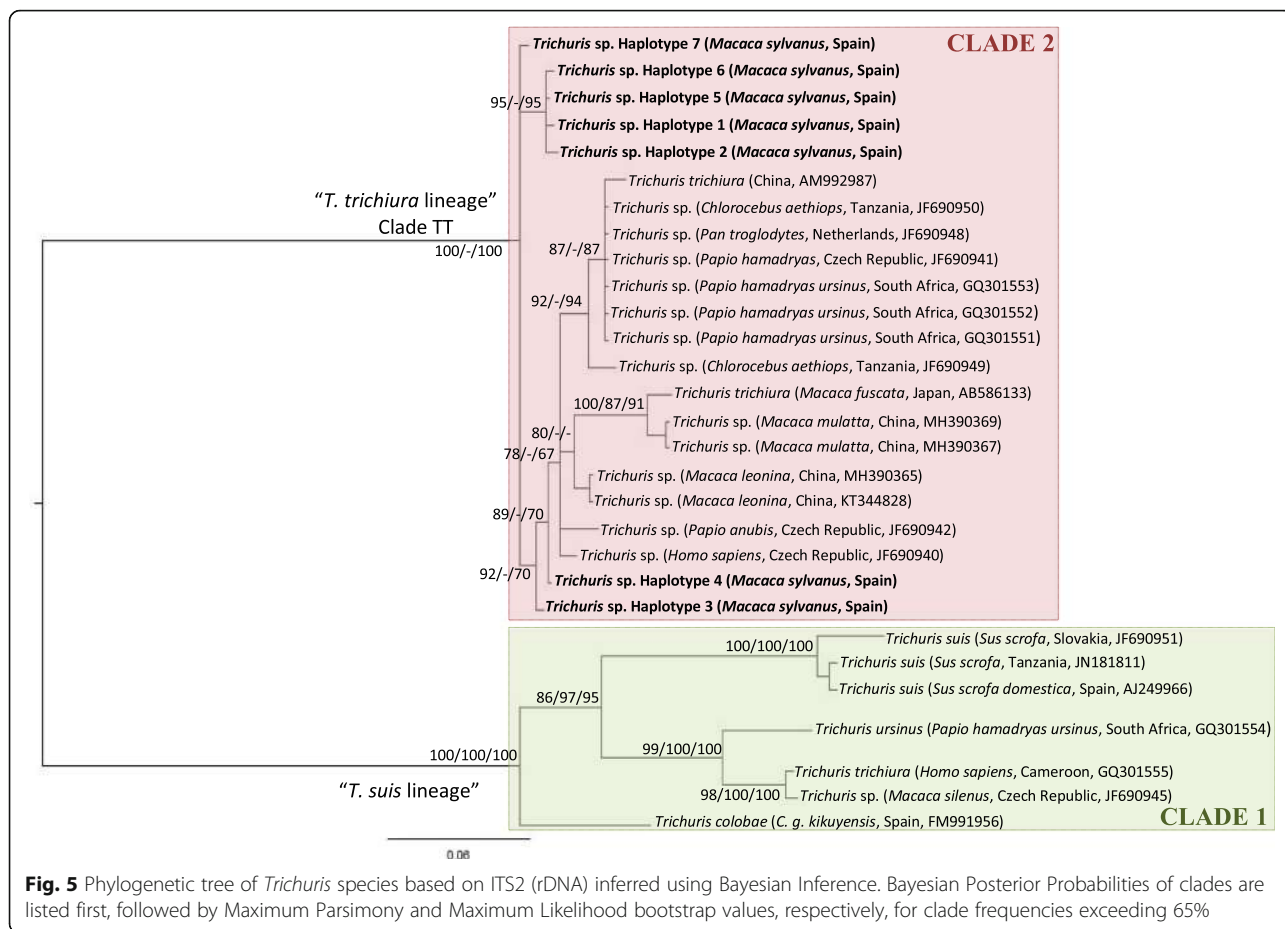 CLADE 2
Trichuris sp. Haplotype 7 (Macaca sylvanus, Spain)
Trichuris sp. Haplotype 6 (Macaca sylvanus, Spain)
95/-/95
Trichuris sp. Haplotype 5 (Macaca sylvanus, Spain)
Trichuris sp. Haplotype 1 (Macaca sylvanus, Spain)
Trichuris sp. Haplotype 2 (Macaca sylvanus, Spain)
Trichuris trichiura (China, AM992987)
"T. trichiura lineage"
Clade TT
100/-/100
Trichuris sp. (Chlorocebus aethiops, Tanzania, JF690950)
Trichuris sp. (Pan troglodytes, Netherlands, JF690948)
87/-/87
Trichuris sp. (Papio hamadryas, Czech Republic, JF690941)
Trichuris sp. (Papio hamadryas ursinus, South Africa, GQ301553)
92/-/94
Trichuris sp. (Papio hamadryas ursinus, South Africa, GQ301552)
Trichuris sp. (Papio hamadryas ursinus, South Africa, GQ301551)
Trichuris sp. (Chlorocebus aethiops, Tanzania, JF690949)
Trichuris trichiura (Macaca fuscata, Japan, AB586133)
100/87/91
Trichuris sp. (Macaca mulatta, China, MH390369)
80/-/-
Trichuris sp. (Macaca mulatta, China, MH390367)
78/-/67
Trichuris sp. (Macaca leonina, China, MH390365)
Trichuris sp. (Macaca leonina, China, KT344828)
89/-/70
Trichuris sp. (Papio anubis, Czech Republic, JF690942)
Trichuris sp. (Homo sapiens, Czech Republic, JF690940)
92/-/70
Trichuris sp. Haplotype 4 (Macaca sylvanus, Spain)
Trichuris sp. Haplotype 3 (Macaca sylvanus, Spain)
Trichuris suis (Sus scrofa, Slovakia, JF690951)
100/100/100
Trichuris suis (Sus scrofa, Tanzania, JN181811)
Trichuris suis (Sus scrofa domestica, Spain, AJ249966)
86/97/95
Trichuris ursinus (Papio hamadryas ursinus, South Africa, GQ301554)
99/100/100
100/100/100
Trichuris trichiura (Homo sapiens, Cameroon, GQ301555)
"T. suis lineage"
98/100/100
Trichuris sp. (Macaca silenus, Czech Republic, JF690945)
Trichuris colobae (C. g. kikuyensis, Spain, FM991956)
CLADE 1
0.06
Fig. 5 Phylogenetic tree of Trichuris species based on ITS2 (rDNA) inferred using Bayesian Inference. Bayesian Posterior Probabilities of clades are
listed first, followed by Maximum Parsimony and Maximum Likelihood bootstrap values, respectively, for clade frequencies exceeding 65%